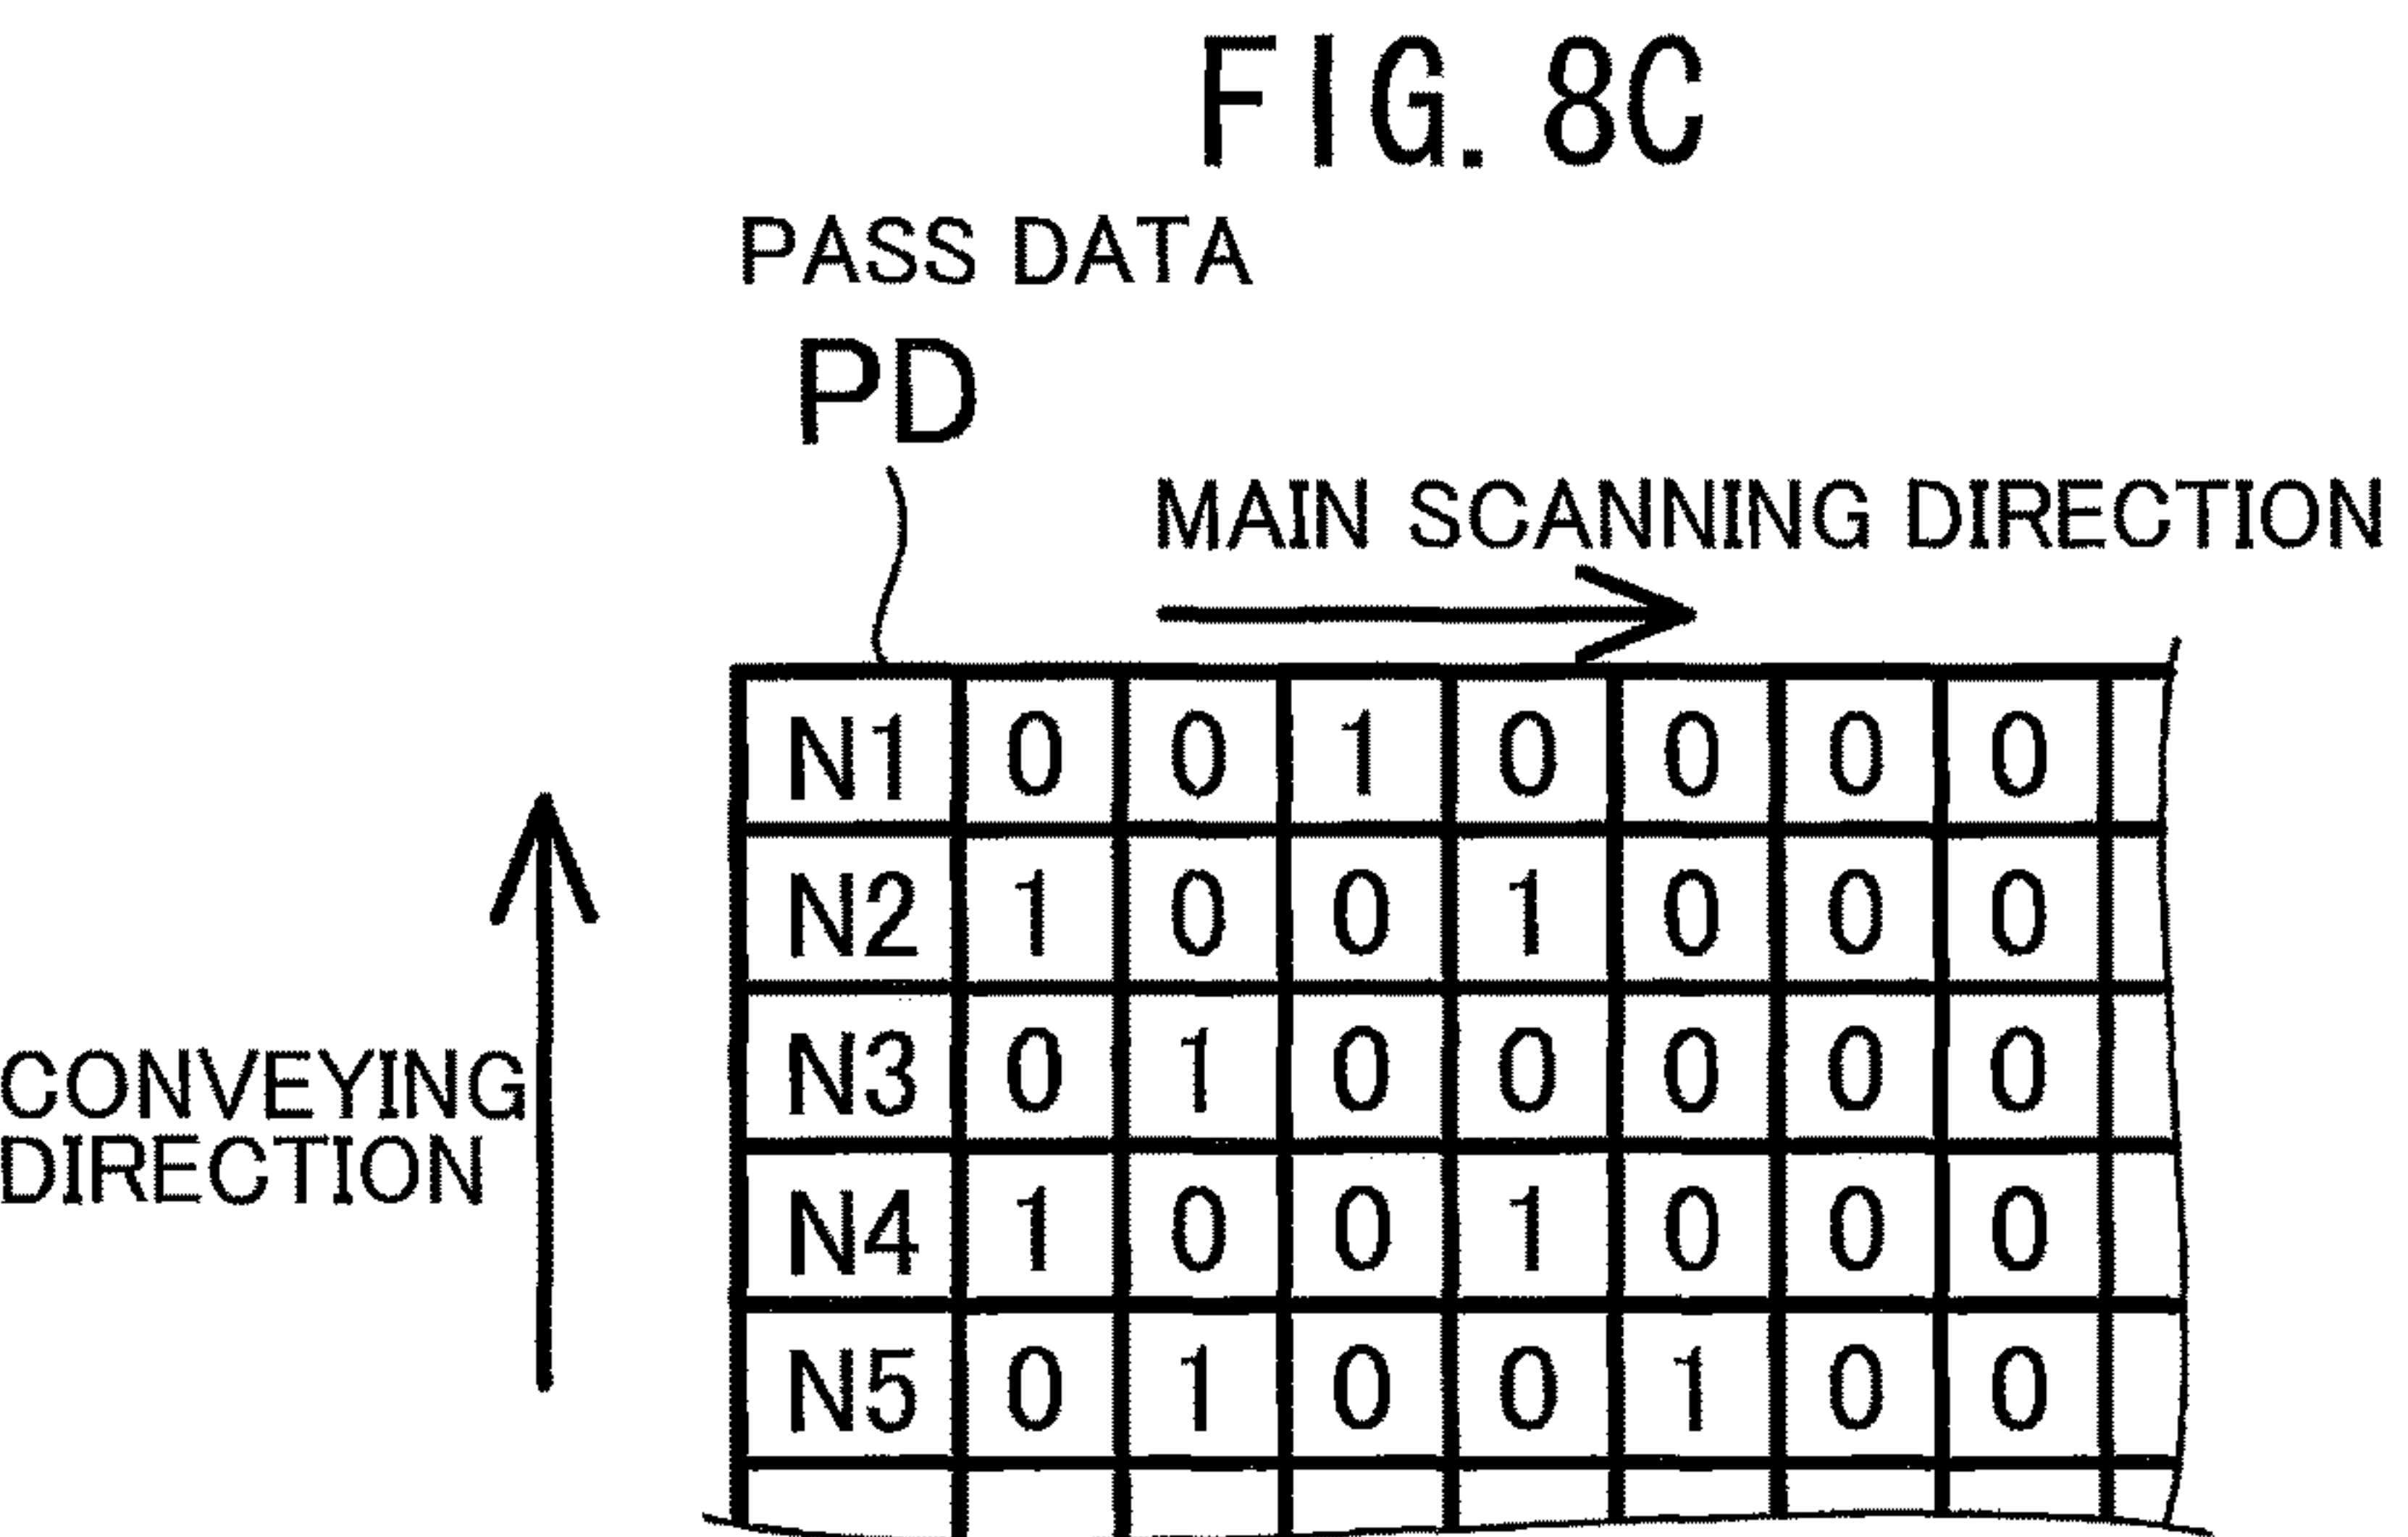 FIG. 8C
PASS DATA
PD
MAIN SCANNING DIRECTION
N1 0 0 1 0 0 0 0
N2 1 0 0 1 0 0 0
N3 0 1 0 0 0 0 0
N4 1 0 0 1 0 0 0
N5 0 1 0 0 1 0 0
CONVEYING
DIRECTION